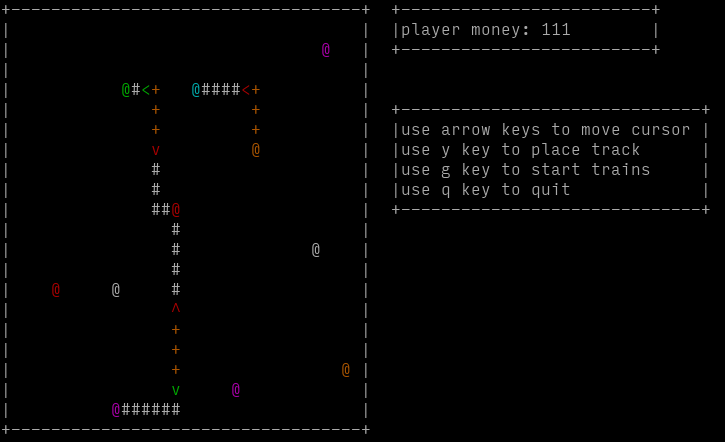 player money: 111
use arrow keys to move cursor
use y key to place track
use g key to start trains
use q key to quit